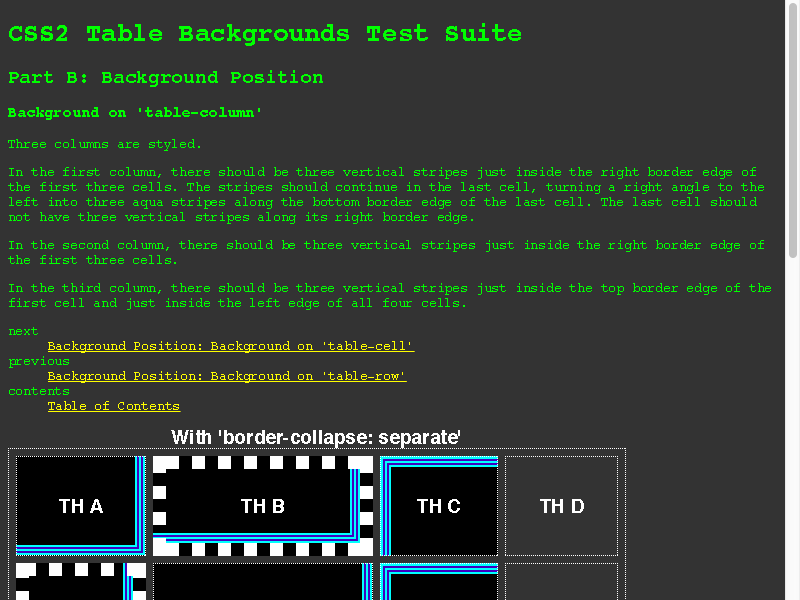 CSS2 Table Backgrounds Test Suite
Part B: Background Position
Background on 'table-column'
Three columns are styled.
In the first column, there should be three vertical stripes just inside the right border edge of
the first three cells. The stripes should continue in the last cell, turning a right angle to the
left into three aqua stripes along the bottom border edge of the last cell. The last cell should
not have three vertical stripes along its right border edge.
In the second column, there should be three vertical stripes just inside the right border edge of
the first three cells.
In the third column, there should be three vertical stripes just inside the top border edge of the
first cell and just inside the left edge of all four cells.
next
Background Position: Background on 'table-cell'
previous
Background Position: Background on 'table-row'
contents
Table of Contents
With 'border-collapse: separate'
TH A TH B TH C TH D